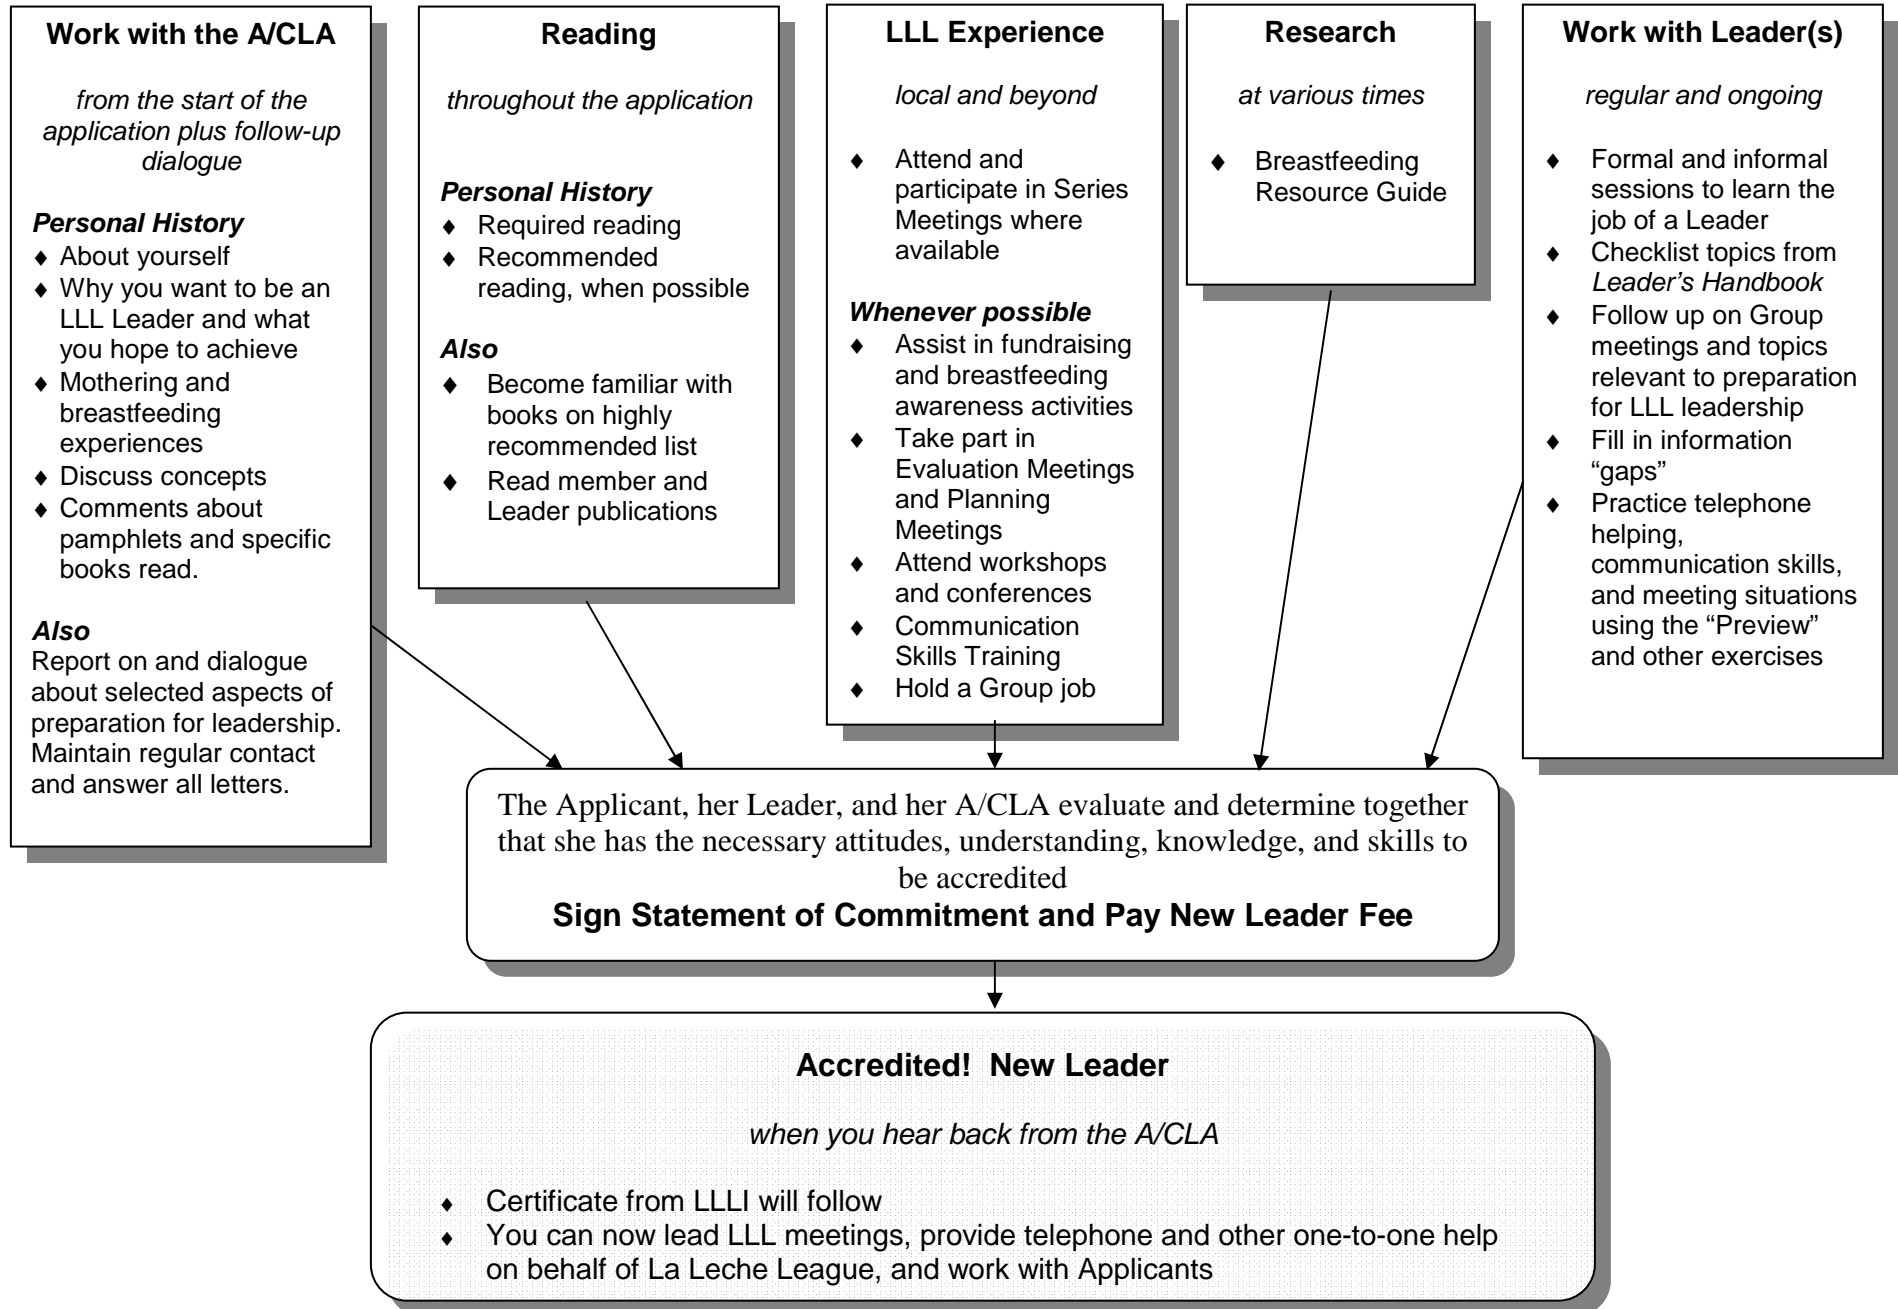 Work with the A/CLA
from the start of the
application plus follow-up
dialogue
Personal History
♦ About yourself
♦ Why you want to be an
LLL Leader and what
you hope to achieve
♦ Mothering and
breastfeeding
experiences
♦ Discuss concepts
♦ Comments about
pamphlets and specific
books read.
Also
Report on and dialogue
about selected aspects of
preparation for leadership.
Maintain regular contact
and answer all letters.
Reading
throughout the application
Personal History
♦ Required reading
♦ Recommended
reading, when possible
Also
♦ Become familiar with
books on highly
recommended list
♦ Read member and
Leader publications
LLL Experience
local and beyond
♦ Attend and
participate in Series
Meetings where
available
Whenever possible
♦ Assist in fundraising
and breastfeeding
awareness activities
♦ Take part in
Evaluation Meetings
and Planning
Meetings
♦ Attend workshops
and conferences
♦ Communication
Skills Training
♦ Hold a Group job
Research
at various times
♦ Breastfeeding
Resource Guide
Work with Leader(s)
regular and ongoing
♦ Formal and informal
sessions to learn the
job of a Leader
♦ Checklist topics from
Leader's Handbook
♦ Follow up on Group
meetings and topics
relevant to preparation
for LLL leadership
♦ Fill in information
“gaps”
♦ Practice telephone
helping,
communication skills,
and meeting situations
using the “Preview”
and other exercises
The Applicant, her Leader, and her A/CLA evaluate and determine together
that she has the necessary attitudes, understanding, knowledge, and skills to
be accredited
Sign Statement of Commitment and Pay New Leader Fee
Accredited! New Leader
when you hear back from the A/CLA
♦ Certificate from LLLI will follow
♦ You can now lead LLL meetings, provide telephone and other one-to-one help
on behalf of La Leche League, and work with Applicants